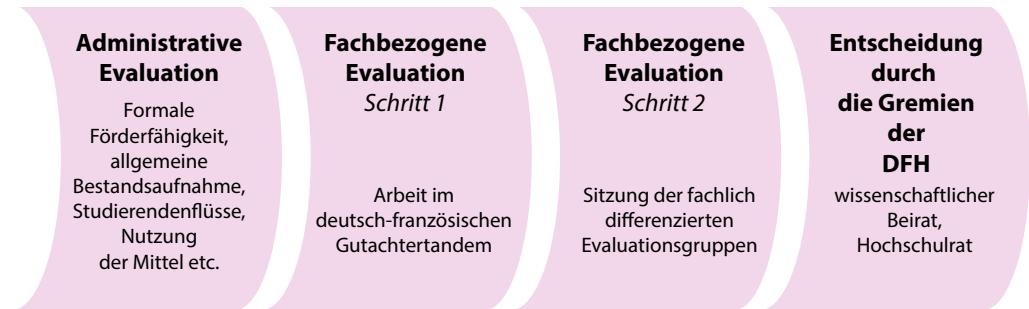 Administrative
Evaluation
Formale
Förderfähigkeit,
allgemeine
Bestandsaufnahme,
Studierendenflüsse,
Nutzung
der Mittel etc.
Fachbezogene
Evaluation
Schritt 1
Arbeit im
deutsch-französischen
Gutachtertandem
Fachbezogene
Evaluation
Schritt 2
Sitzung der fachlich
differenzierten
Evaluationsgruppen
Entscheidung
durch
die Gremien
der
DFH
wissenschaftlicher
Beirat,
Hochschulrat